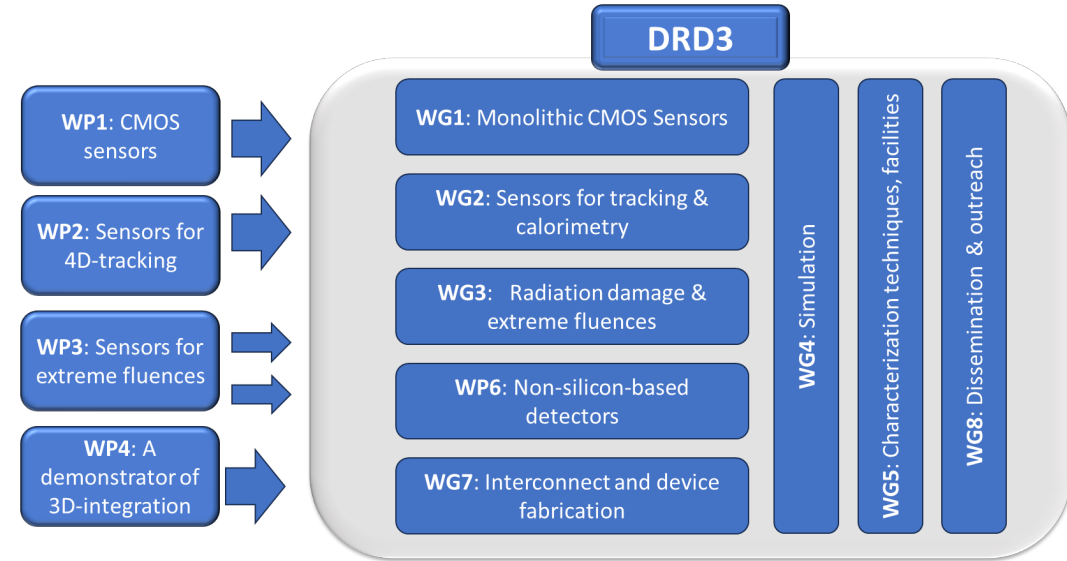 DRD3
WP1: CMOS
sensors
WP2: Sensors for
4D-tracking
WP3: Sensors for
extreme fluences
WP4: A
demonstrator of
3D-integration
WG1: Monolithic CMOS Sensors
WG2: Sensors for tracking &
calorimetry
WG3: Radiation damage &
extreme fluences
WP6: Non-silicon-based
detectors
WG7: Interconnect and device
fabrication
WG4: Simulation
WG5: Characterization techniques, facilities
WG8: Dissemination & outreach